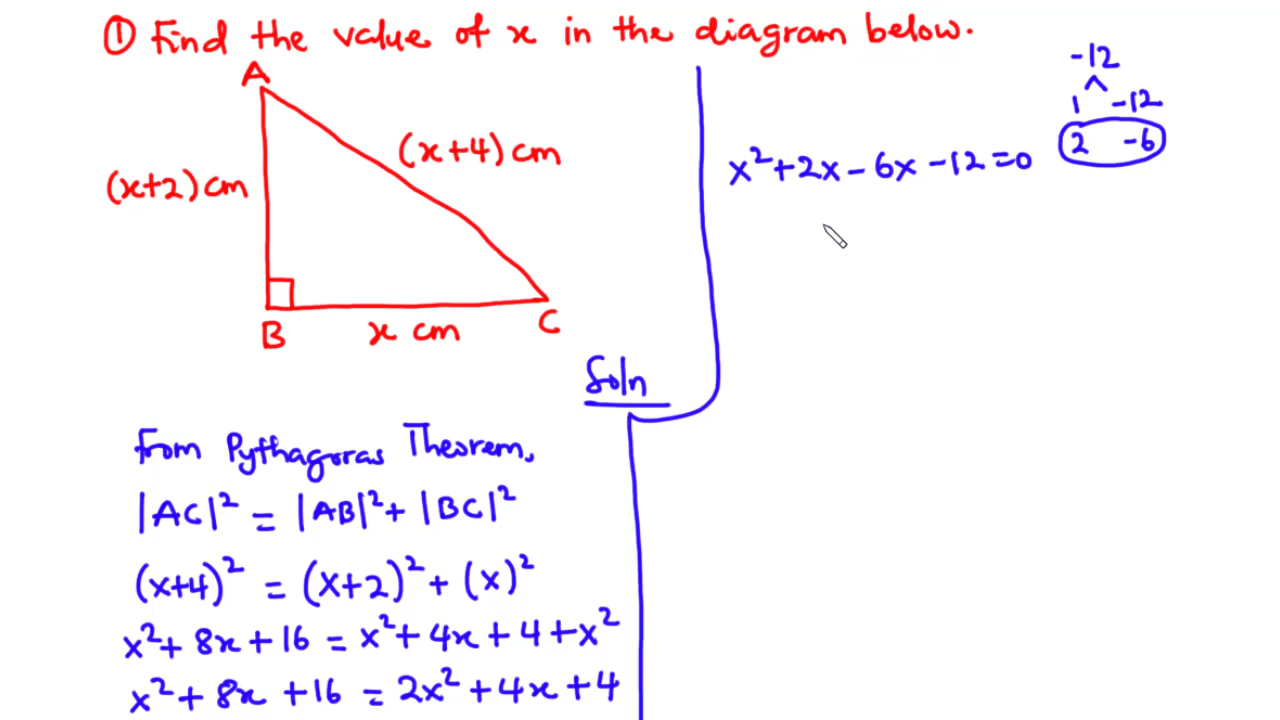 ① Find the value of x in the diagram below.
A
(x+2) cm
(x+4) cm
B
x cm
C
Soln
From Pythagoras Theorem,
|AC|² = |AB|² + |BC|²
(x+4)² = (x+2)² + (x)²
x² + 8x + 16 = x² + 4x + 4 + x²
x² + 8x + 16 = 2x² + 4x + 4
-12
1 -12
2 -6
x² + 2x - 6x - 12 = 0